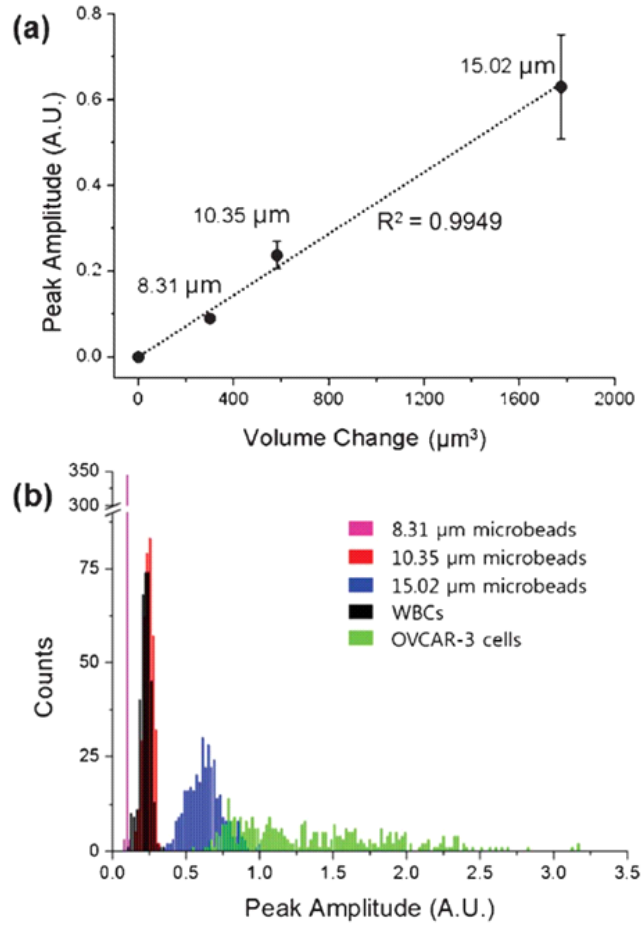 (a)
0.8
0.6
0.4
0.2
0.0
Peak Amplitude (A.U.)
15.02 µm
10.35 µm
8.31 µm
R² = 0.9949
0 400 800 1200 1600 2000
Volume Change (µm³)
(b)
350
300
75
50
25
0
Counts
8.31 µm microbeads
10.35 µm microbeads
15.02 µm microbeads
WBCs
OVCAR-3 cells
0.0 0.5 1.0 1.5 2.0 2.5 3.0 3.5
Peak Amplitude (A.U.)